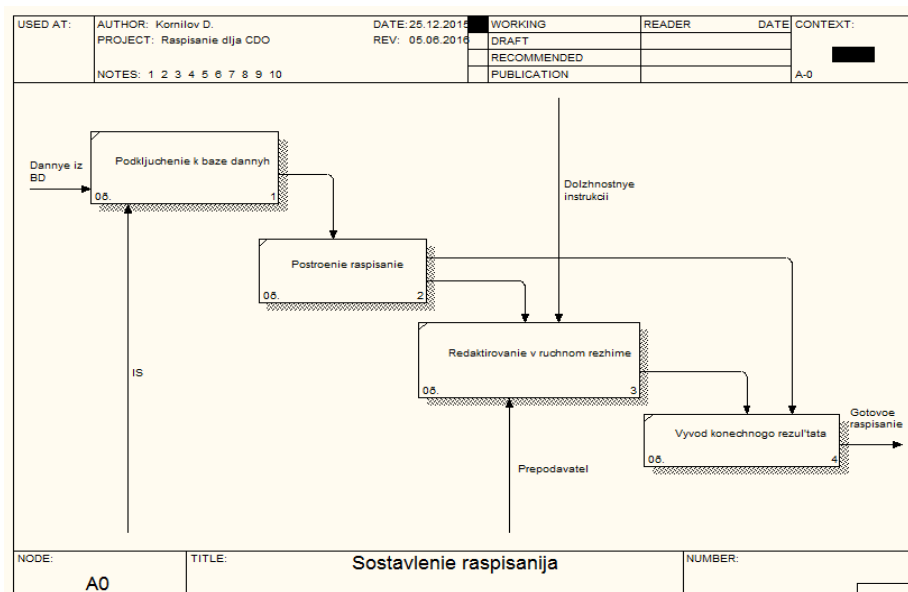 USED AT:
AUTHOR: Kornilov D.
DATE:25.12.2015
WORKING
READER
DATE
CONTEXT:
PROJECT: Raspisanie dlja CDO
REV: 05.06.2016
DRAFT
RECOMMENDED
NOTES: 1 2 3 4 5 6 7 8 9 10
PUBLICATION
A-0
Dannye iz
BD
Podkljuchenie k baze dannyh
0б.
1
Dolzhnostnye
instrukcii
Postroenie raspisanie
0б.
2
Redaktirovanie v ruchnom rezhime
0б.
3
IS
Gotovoe
raspisanie
Vyvod konechnogo rezul'tata
0б.
4
Prepodavatel
NODE:
TITLE:
Sostavlenie raspisanija
NUMBER:
A0